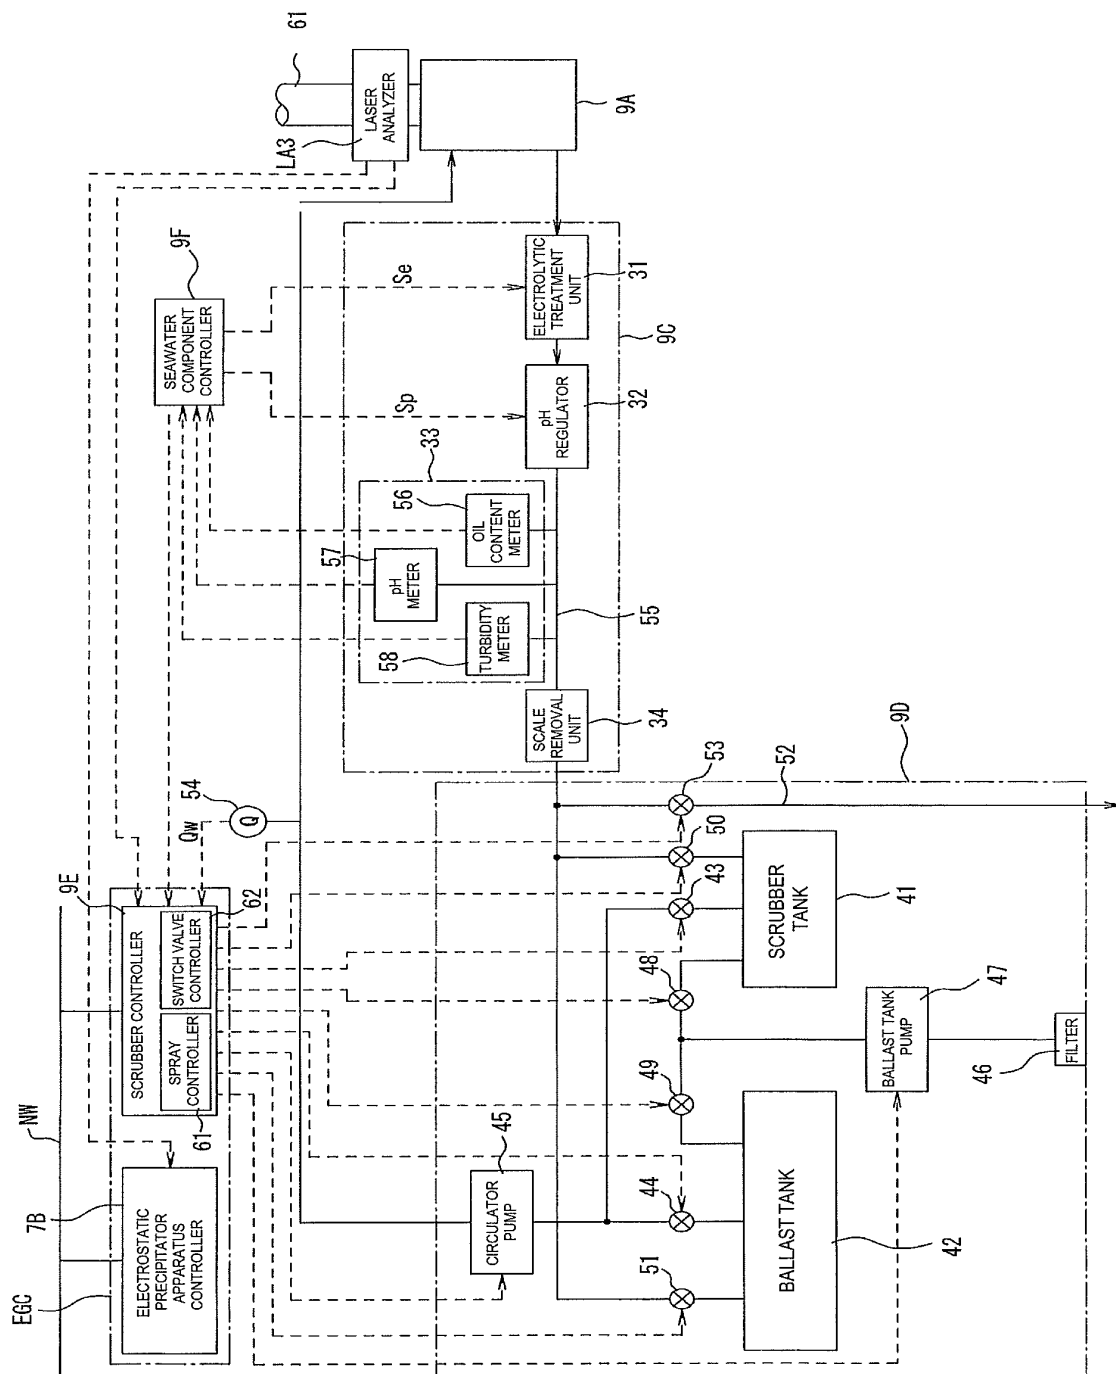 EGC
7B
ELECTROSTATIC
PRECIPITATOR
APPARATUS
CONTROLLER
NW
9E
SCRUBBER CONTROLLER
SPRAY
CONTROLLER
61
SWITCH VALVE
CONTROLLER
62
Qw
Q
54
9F
SEAWATER
COMPONENT
CONTROLLER
Se
Sp
LA3
LASER
ANALYZER
61
9A
33
56
OIL
CONTENT
METER
57
pH
METER
58
TURBIDITY
METER
ELECTROLYTIC
TREATMENT
UNIT
31
pH
REGULATOR
32
9C
55
SCALE
REMOVAL
UNIT
34
9D
53
52
50
43
48
49
44
51
45
CIRCULATOR
PUMP
SCRUBBER
TANK
41
BALLAST TANK
42
BALLAST TANK
PUMP
47
FILTER
46